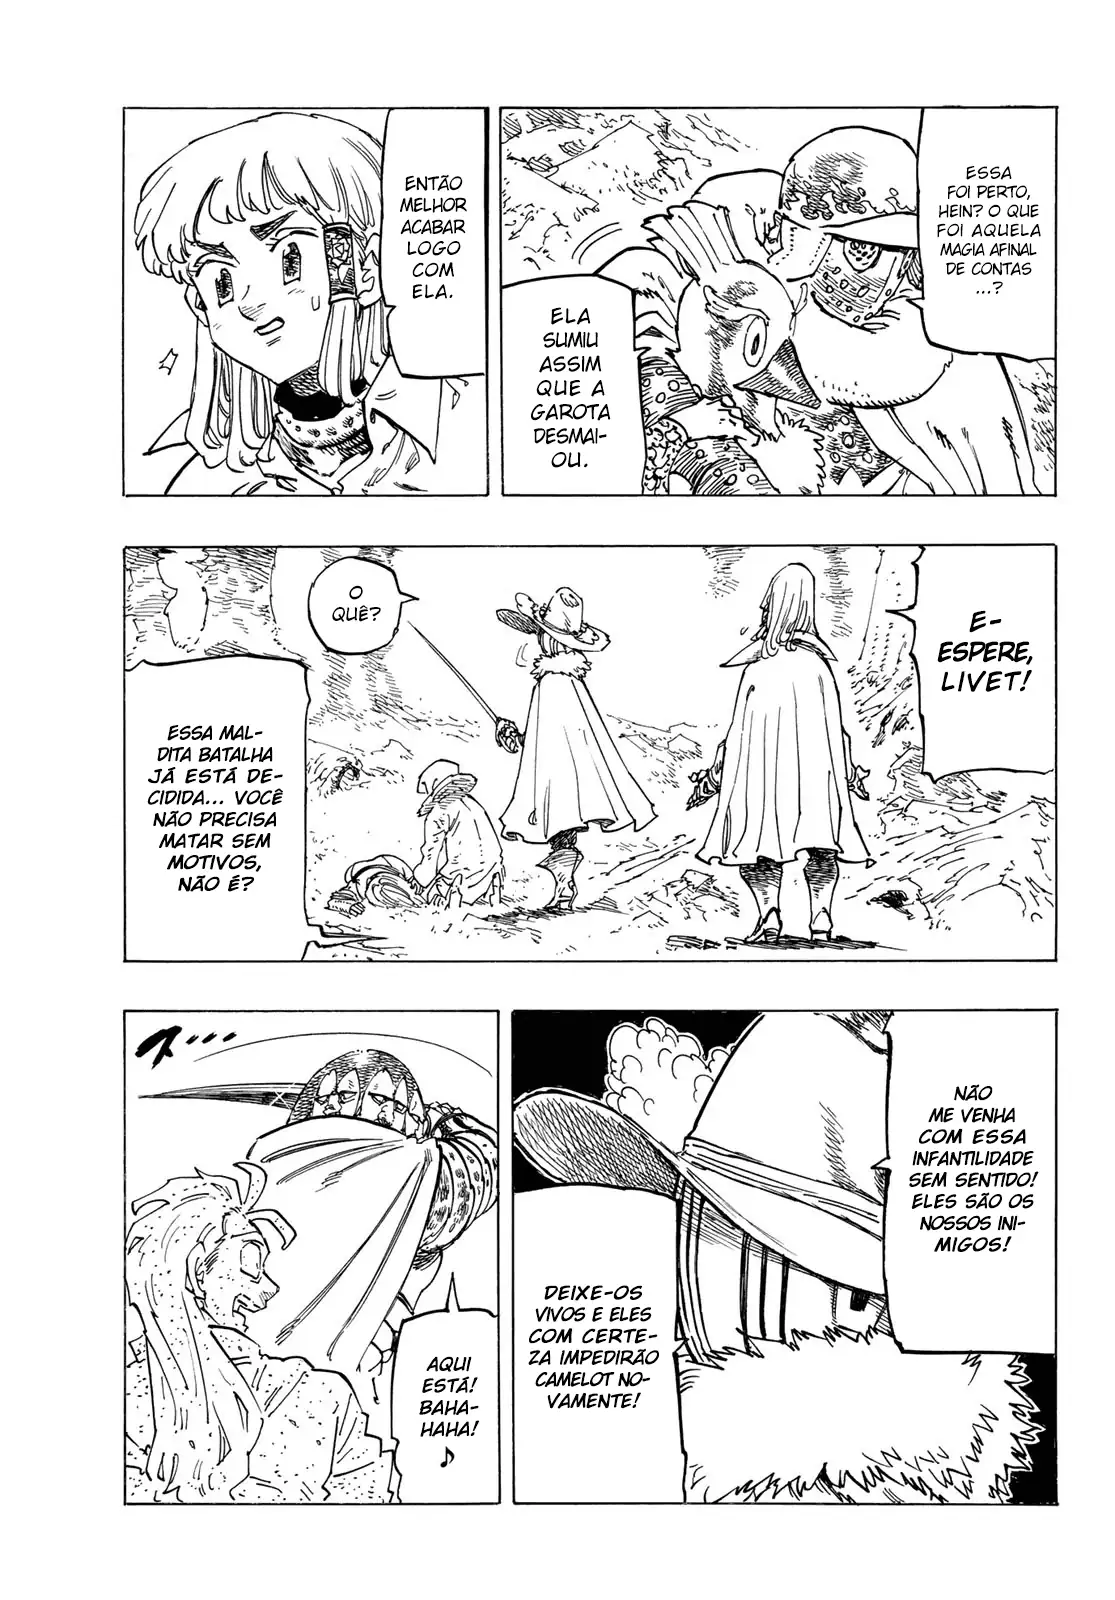 ESSA
FOI PERTO,
HEIN? O QUE
FOI AQUELA
MAGIA AFINAL
DE CONTAS
...?
ELA
SUMIU
ASSIM
QUE A
GAROTA
DESMAI-
OU.
ENTÃO
MELHOR
ACABAR
LOGO
COM
ELA.
E-
ESPERE,
LIVET!
O
QUÊ?
ESSA MAL-
DITA BATALHA
JÁ ESTÁ DE-
CIDIDA... VOCÊ
NÃO PRECISA
MATAR SEM
MOTIVOS,
NÃO É?
NÃO
ME VENHA
COM ESSA
INFANTILIDADE
SEM SENTIDO!
ELES SÃO OS
NOSSOS INI-
MIGOS!
DEIXE-OS
VIVOS E ELES
COM CERTE-
ZA IMPEDIRÃO
CAMELOT NO-
VAMENTE!
ス…
AQUI
ESTÁ!
BAHA-
HAHA!
♪